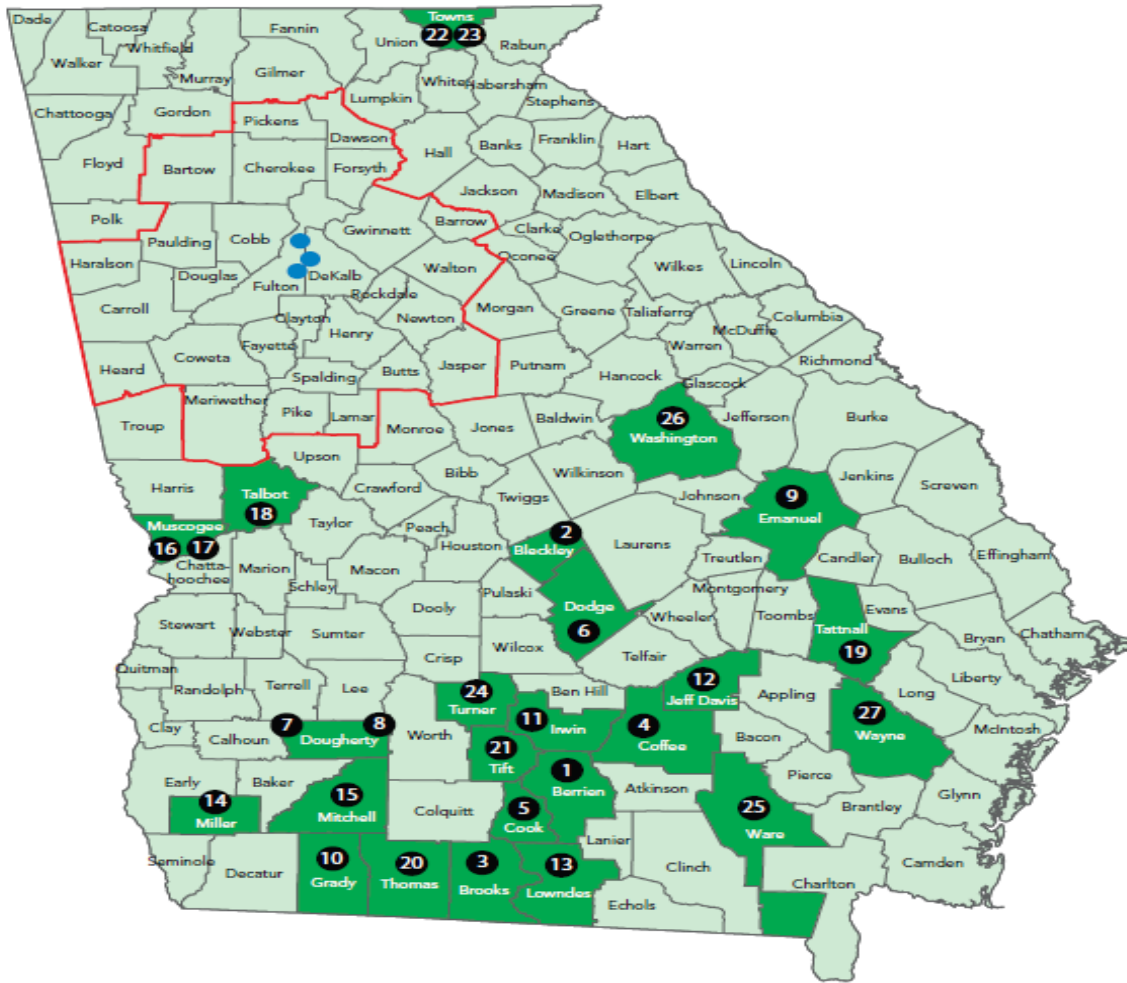 Dade
Catoosa
Whitfield
Walker
Murray
Fannin
Gilmer
Union
Towns
22 23
Rabun
White
Habersham
Lumpkin
Stephens
Chattooga
Gordon
Pickens
Dawson
Hall
Banks
Franklin
Hart
Floyd
Bartow
Cherokee
Forsyth
Jackson
Madison
Elbert
Polk
Paulding
Cobb
Gwinnett
Barrow
Clarke
Oglethorpe
Oconee
Wilkes
Lincoln
Haralson
Douglas
Fulton
DeKalb
Walton
Rockdale
Carroll
Clayton
Henry
Newton
Morgan
Greene
Taliaferro
McDuffie
Columbia
Warren
Richmond
Heard
Coweta
Fayette
Spalding
Butts
Jasper
Putnam
Hancock
Glascock
Troup
Meriwether
Pike
Lamar
Monroe
Jones
Baldwin
26
Washington
Jefferson
Burke
Upson
Bibb
Wilkinson
Harris
Talbot
18
Crawford
Twiggs
Johnson
9
Emanuel
Jenkins
Screven
Muscogee
16 17
Taylor
Peach
Houston
2
Bleckley
Laurens
Treutlen
Candler
Bulloch
Effingham
Chatta-
hoochee
Marion
Schley
Macon
Pulaski
Dodge
6
Montgomery
Wheeler
Toombs
Tattnall
19
Evans
Bryan
Chatham
Stewart
Webster
Sumter
Dooly
Crisp
Wilcox
Telfair
Liberty
Long
Quitman
Randolph
Terrell
Lee
24
Turner
Ben Hill
12
Jeff Davis
Appling
27
Wayne
McIntosh
Clay
Calhoun
7
8
Dougherty
Worth
11
Irwin
4
Coffee
Bacon
21
Tift
1
Berrien
Atkinson
Pierce
Early
14
Miller
Baker
15
Mitchell
Colquitt
5
Cook
25
Ware
Brantley
Glynn
Seminole
Decatur
10
Grady
20
Thomas
3
Brooks
13
Lowndes
Lanier
Clinch
Echols
Charlton
Camden